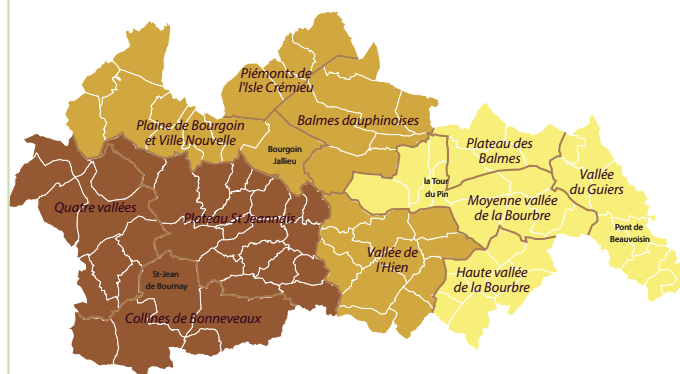 Piémonts de
l'Isle Crémieu
Balmes dauphinoises
Plaine de Bourgoin
et Ville Nouvelle
Bourgoin
Jallieu
Plateau des
Balmes
Vallée
du Guiers
la Tour
du Pin
Moyenne vallée
de la Bourbre
Quatre vallées
Plateau St Jeannais
Pont de
Beauvoisin
Vallée de
l'Hien
St-Jean
de Bournay
Haute vallée
de la Bourbre
Collines de Bonneveaux